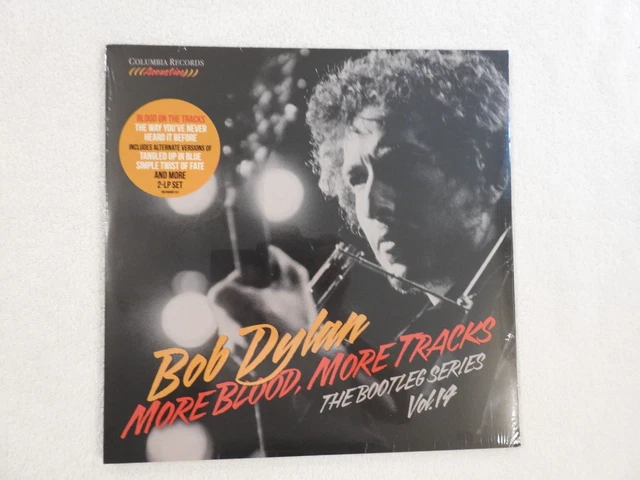 COLUMBIA RECORDS
(((Acoustic)))
BLOOD ON THE TRACKS
THE WAY YOU'VE NEVER
HEARD IT BEFORE
INCLUDES ALTERNATE VERSIONS OF
TANGLED UP IN BLUE
SIMPLE TWIST OF FATE
AND MORE
2-LP SET
Bob Dylan
MORE BLOOD, MORE TRACKS
THE BOOTLEG SERIES
Vol.14